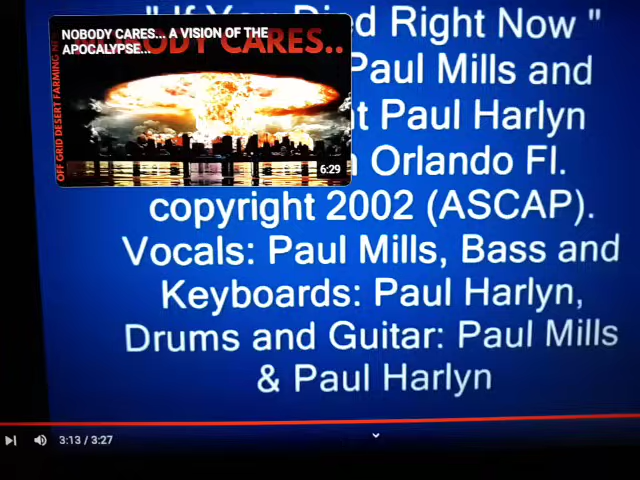 " If You Died Right Now "
NOBODY CARES... A VISION OF THE
APOCALYPSE...
BODY CARES..
OFF GRID DESERT FARMING
6:29
Paul Mills and
t Paul Harlyn
Orlando Fl.
copyright 2002 (ASCAP).
Vocals: Paul Mills, Bass and
Keyboards: Paul Harlyn,
Drums and Guitar: Paul Mills
& Paul Harlyn
3:13 / 3:27